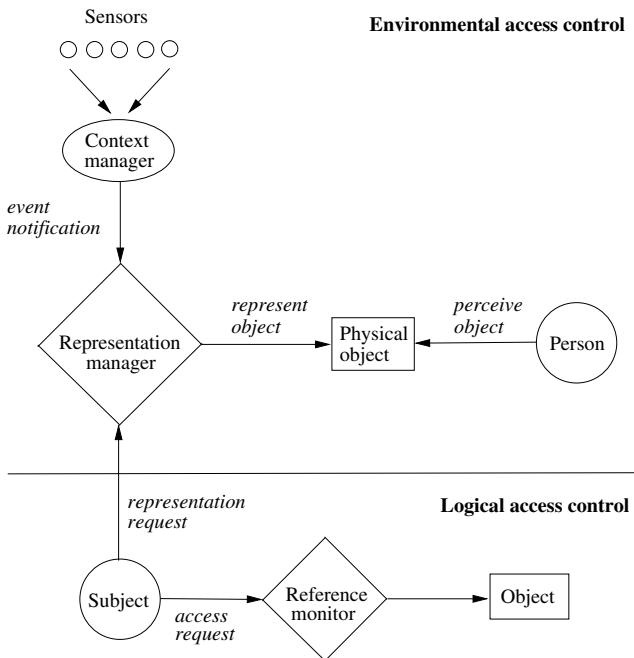 Sensors
Environmental access control
Context
manager
event
notification
represent
object
perceive
object
Representation
manager
Physical
object
Person
representation
request
Logical access control
Subject
access
request
Reference
monitor
Object